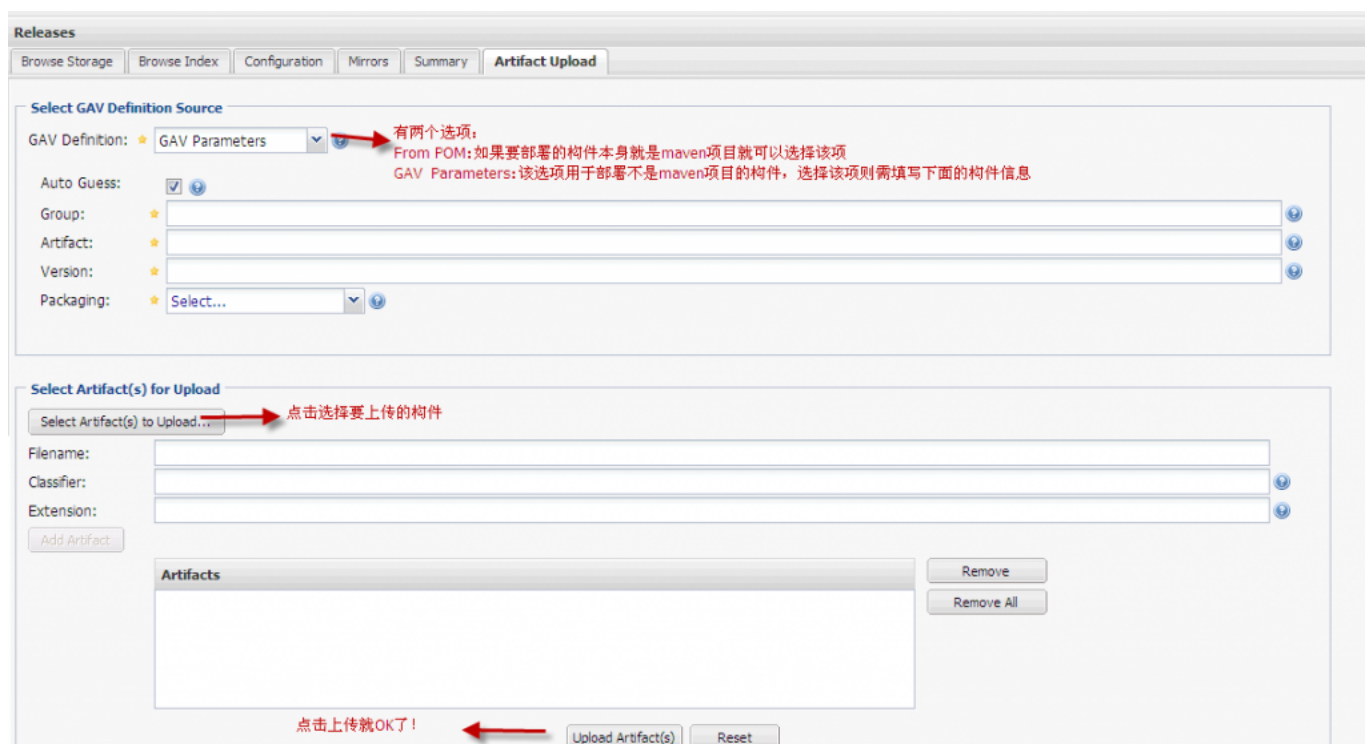 Releases
Browse Storage Browse Index Configuration Mirrors Summary Artifact Upload
Select GAV Definition Source
GAV Definition: GAV Parameters
有两个选项：
From POM:如果要部署的构件本身就是maven项目就可以选择该项
GAV Parameters:该选项用于部署不是maven项目的构件，选择该项则需填写下面的构件信息
Auto Guess:
Group:
Artifact:
Version:
Packaging: Select...
Select Artifact(s) for Upload
Select Artifact(s) to Upload... 点击选择要上传的构件
Filename:
Classifier:
Extension:
Add Artifact
Artifacts
Remove
Remove All
点击上传就OK了！
Upload Artifact(s) Reset